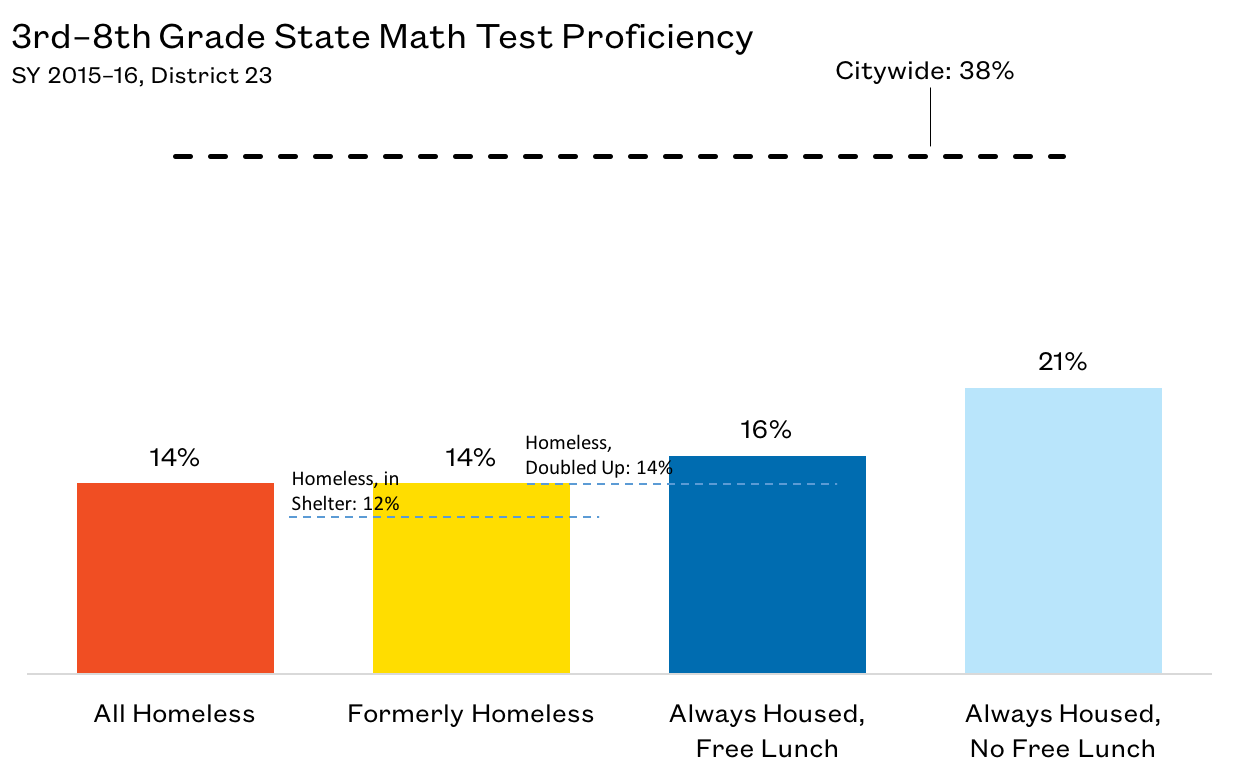 3rd–8th Grade State Math Test Proficiency
SY 2015–16, District 23
Citywide: 38%
21%
16%
14%
14%
Homeless,
Doubled Up: 14%
Homeless, in
Shelter: 12%
All Homeless
Formerly Homeless
Always Housed,
Free Lunch
Always Housed,
No Free Lunch